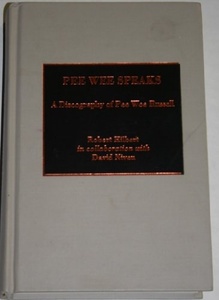 PEE WEE SPEAKS
A Discography of Pee Wee Russell
Robert Hilbert
in collaboration with
David Niven